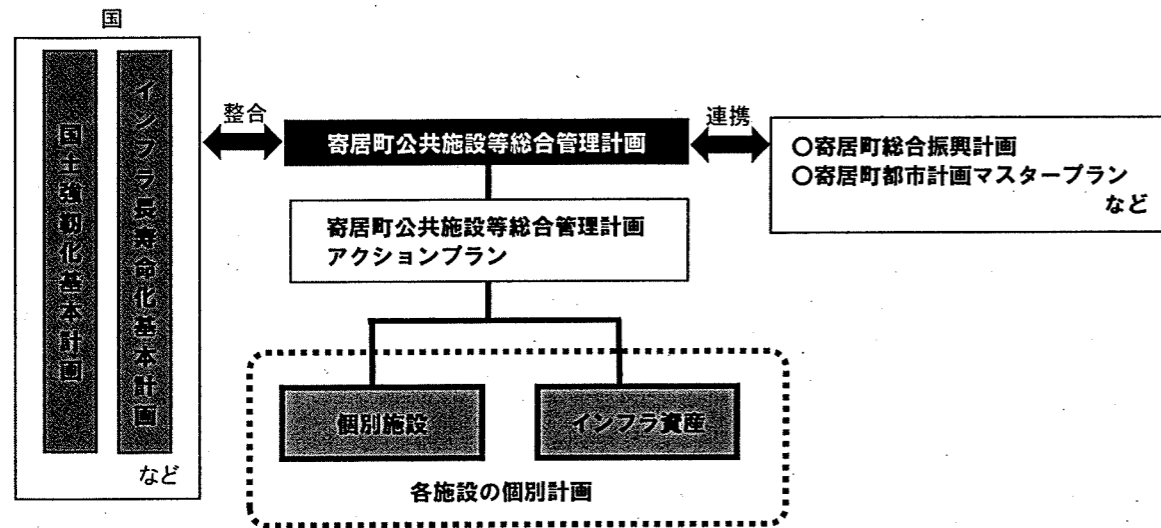 国
国土強靭化基本計画
インフラ長寿命化基本計画
など
整合
寄居町公共施設等総合管理計画
連携
○寄居町総合振興計画
○寄居町都市計画マスタープラン
など
寄居町公共施設等総合管理計画
アクションプラン
個別施設
インフラ資産
各施設の個別計画